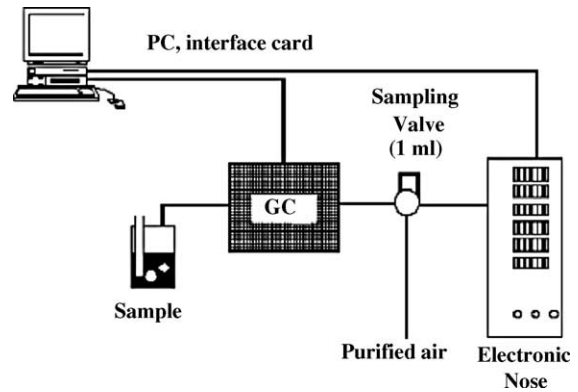 PC, interface card
Sampling
Valve
(1 ml)
GC
Sample
Purified air
Electronic
Nose